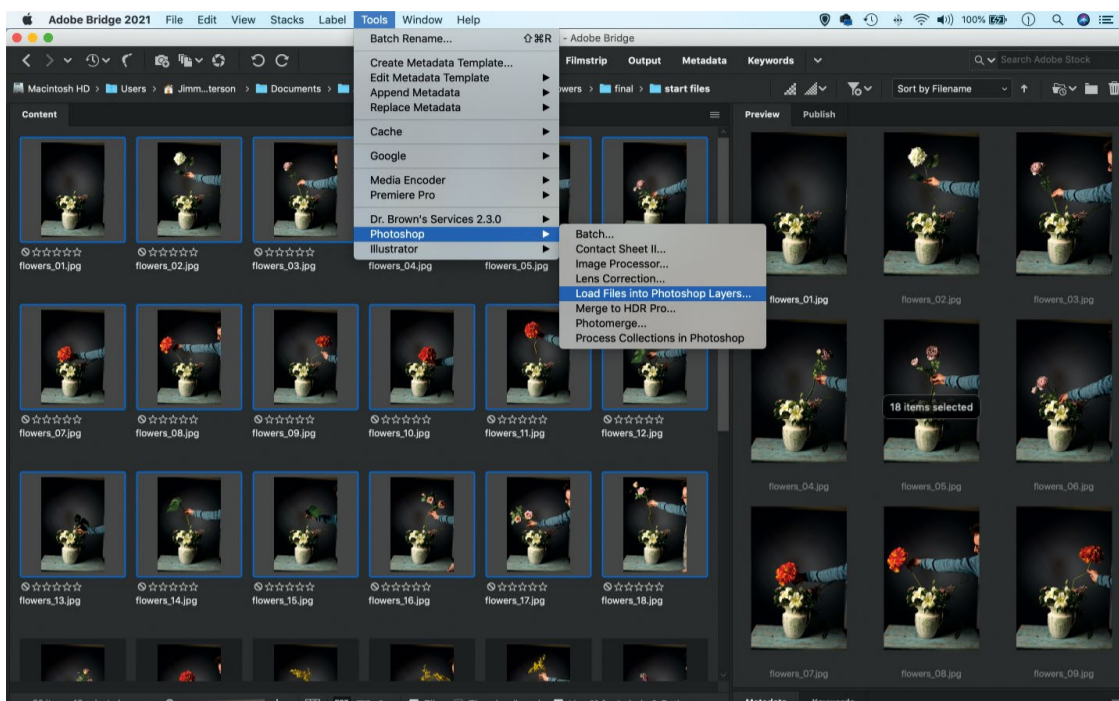 Adobe Bridge 2021 File Edit View Stacks Label Tools Window Help 100%
- Adobe Bridge
Batch Rename... ⇧⌘R
Create Metadata Template...
Edit Metadata Template
Append Metadata
Replace Metadata
Cache
Google
Media Encoder
Premiere Pro
Dr. Brown's Services 2.3.0
Photoshop
Illustrator
Batch...
Contact Sheet II...
Image Processor...
Lens Correction...
Load Files into Photoshop Layers...
Merge to HDR Pro...
Photomerge...
Process Collections in Photoshop
Filmstrip Output Metadata Keywords
Search Adobe Stock
Macintosh HD > Users > Jimm...terson > Documents > final > start files
Sort by Filename
Content
Preview Publish
flowers_01.jpg flowers_02.jpg flowers_03.jpg flowers_04.jpg flowers_05.jpg
flowers_07.jpg flowers_08.jpg flowers_09.jpg flowers_10.jpg flowers_11.jpg flowers_12.jpg
flowers_13.jpg flowers_14.jpg flowers_15.jpg flowers_16.jpg flowers_17.jpg flowers_18.jpg
flowers_01.jpg flowers_02.jpg flowers_03.jpg
18 items selected
flowers_04.jpg flowers_05.jpg flowers_06.jpg
flowers_07.jpg flowers_08.jpg flowers_09.jpg